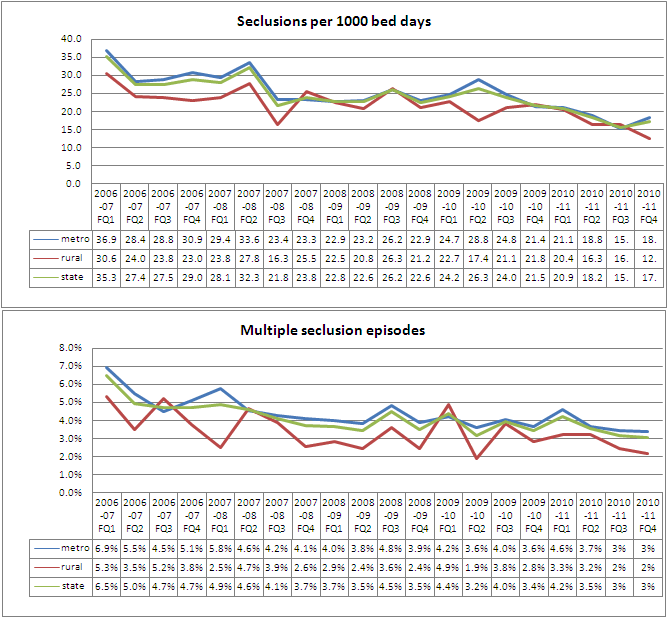 Seclusions per 1000 bed days
40.0
35.0
30.0
25.0
20.0
15.0
10.0
5.0
0.0
2006 2006 2006 2006 2007 2007 2007 2007 2008 2008 2008 2008 2009 2009 2009 2009 2010 2010 2010 2010
-07 -07 -07 -07 -08 -08 -08 -08 -09 -09 -09 -09 -10 -10 -10 -10 -11 -11 -11 -11
FQ1 FQ2 FQ3 FQ4 FQ1 FQ2 FQ3 FQ4 FQ1 FQ2 FQ3 FQ4 FQ1 FQ2 FQ3 FQ4 FQ1 FQ2 FQ3 FQ4
metro 36.9 28.4 28.8 30.9 29.4 33.6 23.4 23.3 22.9 23.2 26.2 22.9 24.7 28.8 24.8 21.4 21.1 18.8 15. 18.
rural 30.6 24.0 23.8 23.0 23.8 27.8 16.3 25.5 22.5 20.8 26.3 21.2 22.7 17.4 21.1 21.8 20.4 16.3 16. 12.
state 35.3 27.4 27.5 29.0 28.1 32.3 21.8 23.8 22.8 22.6 26.2 22.6 24.2 26.3 24.0 21.5 20.9 18.2 15. 17.
Multiple seclusion episodes
8.0%
7.0%
6.0%
5.0%
4.0%
3.0%
2.0%
1.0%
0.0%
2006 2006 2006 2006 2007 2007 2007 2007 2008 2008 2008 2008 2009 2009 2009 2009 2010 2010 2010 2010
-07 -07 -07 -07 -08 -08 -08 -08 -09 -09 -09 -09 -10 -10 -10 -10 -11 -11 -11 -11
FQ1 FQ2 FQ3 FQ4 FQ1 FQ2 FQ3 FQ4 FQ1 FQ2 FQ3 FQ4 FQ1 FQ2 FQ3 FQ4 FQ1 FQ2 FQ3 FQ4
metro 6.9% 5.5% 4.5% 5.1% 5.8% 4.6% 4.2% 4.1% 4.0% 3.8% 4.8% 3.9% 4.2% 3.6% 4.0% 3.6% 4.6% 3.7% 3% 3%
rural 5.3% 3.5% 5.2% 3.8% 2.5% 4.7% 3.9% 2.6% 2.9% 2.4% 3.6% 2.4% 4.9% 1.9% 3.8% 2.8% 3.3% 3.2% 2% 2%
state 6.5% 5.0% 4.7% 4.7% 4.9% 4.6% 4.1% 3.7% 3.7% 3.5% 4.5% 3.5% 4.4% 3.2% 4.0% 3.4% 4.2% 3.5% 3% 3%